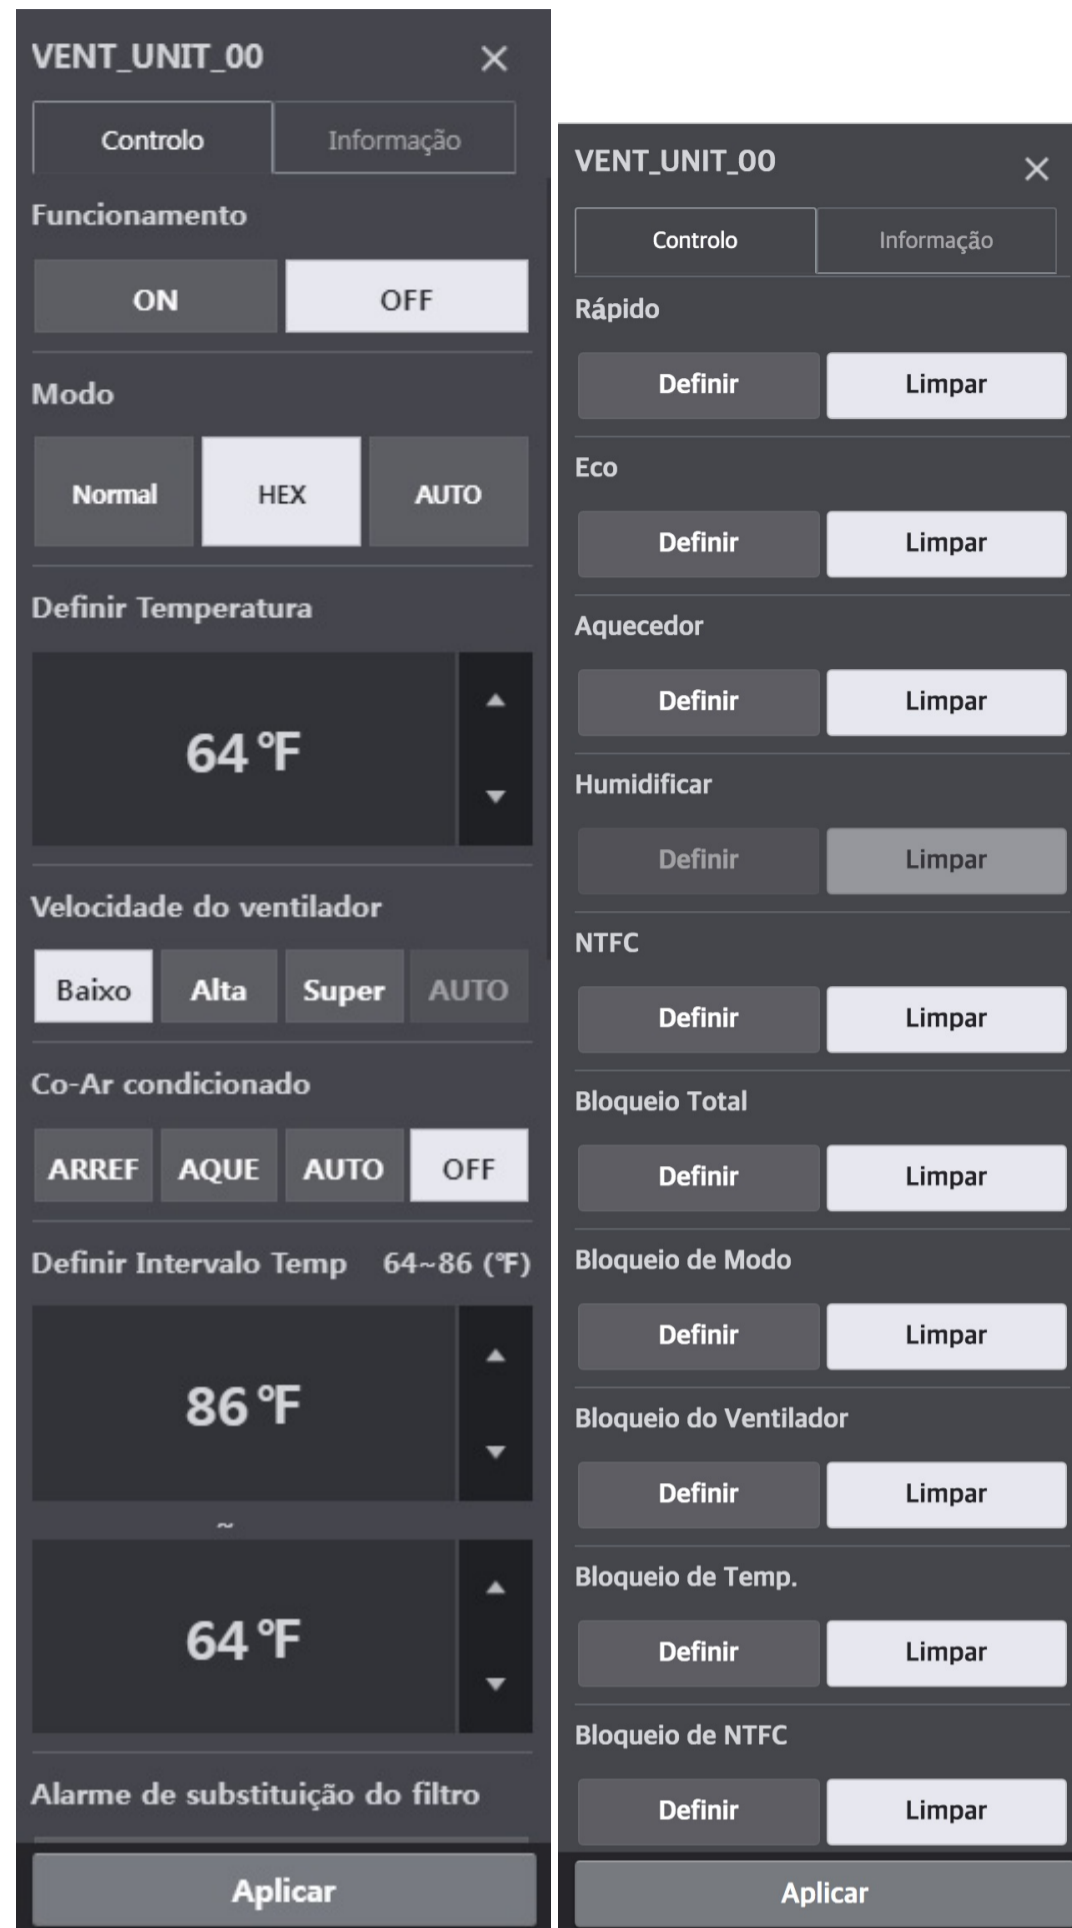 VENT_UNIT_00 ×
Controlo Informação
Funcionamento
ON OFF
Modo
Normal HEX AUTO
Definir Temperatura
64°F
Velocidade do ventilador
Baixo Alta Super AUTO
Co-Ar condicionado
ARREF AQUE AUTO OFF
Definir Intervalo Temp 64~86 (°F)
86°F
~
64°F
Alarme de substituição do filtro
Aplicar
VENT_UNIT_00 ×
Controlo Informação
Rápido
Definir Limpar
Eco
Definir Limpar
Aquecedor
Definir Limpar
Humidificar
Definir Limpar
NTFC
Definir Limpar
Bloqueio Total
Definir Limpar
Bloqueio de Modo
Definir Limpar
Bloqueio do Ventilador
Definir Limpar
Bloqueio de Temp.
Definir Limpar
Bloqueio de NTFC
Definir Limpar
Aplicar